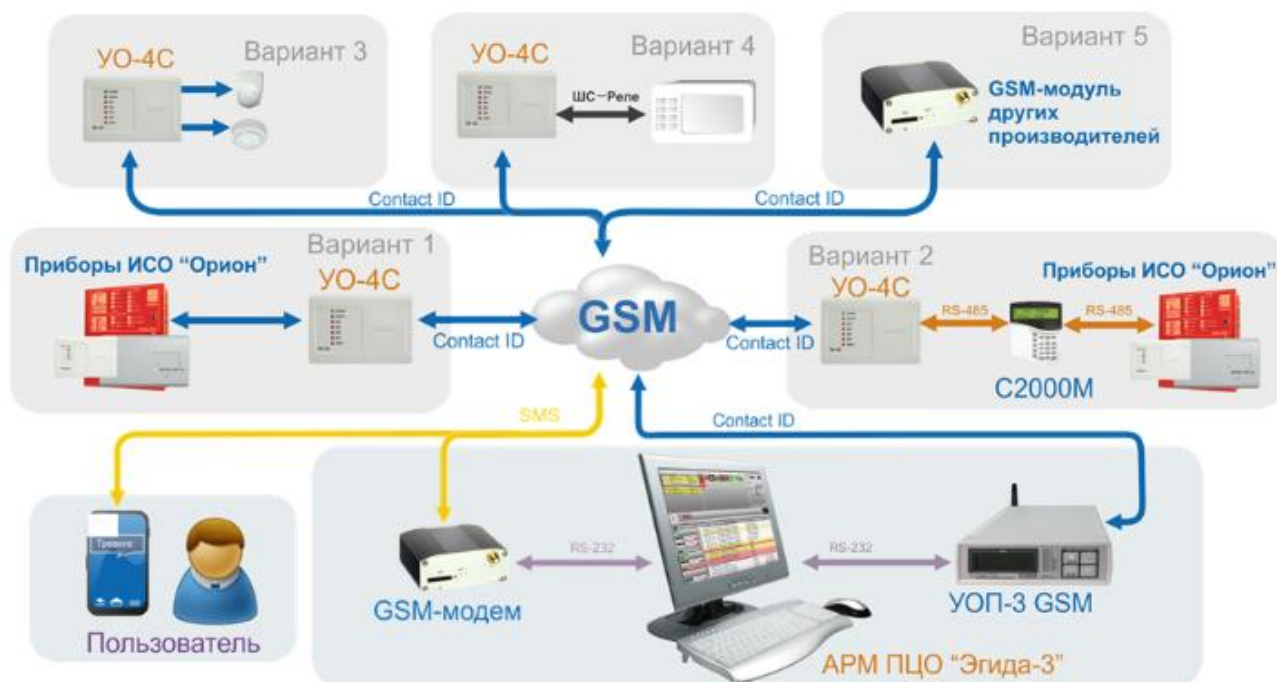 Вариант 3
УО-4С
Вариант 4
УО-4С
ШС-Реле
Вариант 5
GSM-модуль
других
производителей
Contact ID
Contact ID
Contact ID
Вариант 1
Приборы ИСО "Орион"
УО-4С
Contact ID
GSM
Contact ID
Вариант 2
УО-4С
RS-485
RS-485
Приборы ИСО "Орион"
С2000М
SMS
Contact ID
Тревога
Пользователь
RS-232
GSM-модем
RS-232
УОП-3 GSM
АРМ ПЦО "Эгида-3"